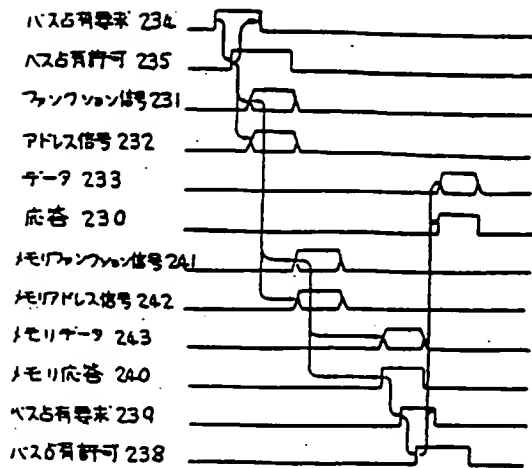 バス占有要求 234
バス占有許可 235
ファンクション信号 231
アドレス信号 232
データ 233
応答 230
メモリファンクション信号 241
メモリアドレス信号 242
メモリデータ 243
メモリ応答 240
バス占有要求 239
バス占有許可 238